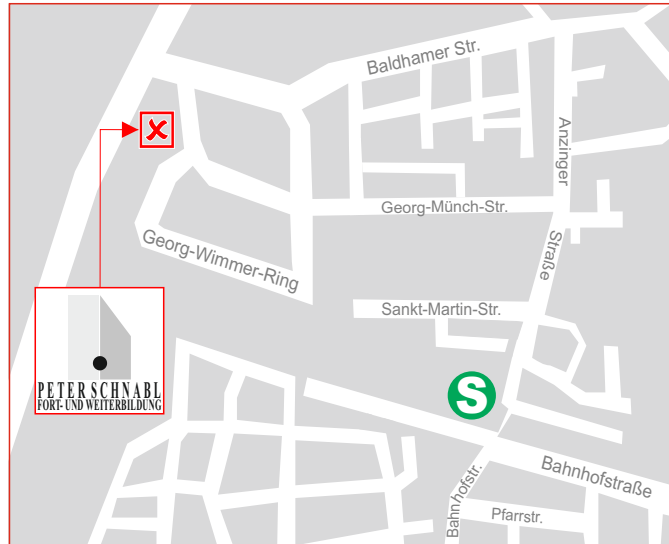 Baldhamer Str.
Anzinger
Straße
Georg-Münch-Str.
Georg-Wimmer-Ring
Sankt-Martin-Str.
PETER SCHNABL
FORT- UND WEITERBILDUNG
S
Bahnhofstraße
Bahnhofstr.
Pfarrstr.